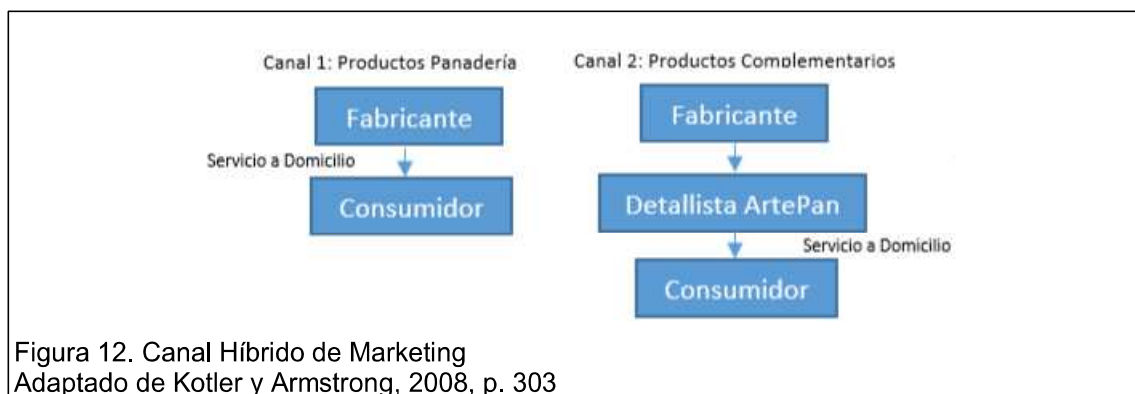 Canal 1: Productos Panadería
Fabricante
Servicio a Domicilio
Consumidor
Canal 2: Productos Complementarios
Fabricante
Detallista ArtePan
Servicio a Domicilio
Consumidor
Figura 12. Canal Híbrido de Marketing
Adaptado de Kotler y Armstrong, 2008, p. 303